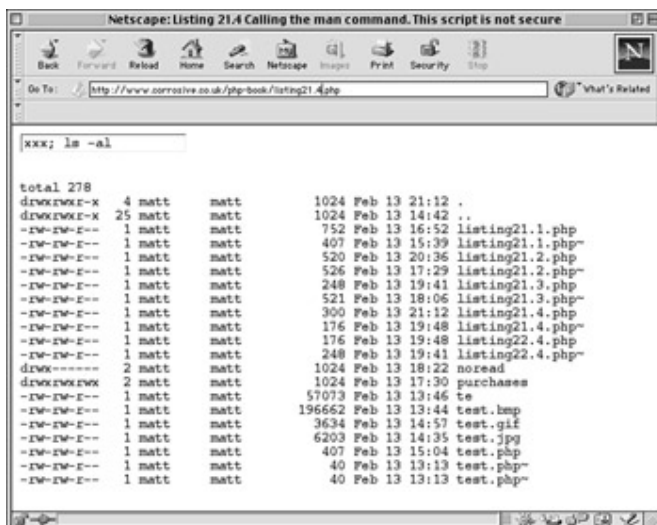 Netscape: Listing 21.4 Calling the man command. This script is not secure
Back Forward Reload Home Search Netscape Images Print Security Stop
N
Go To: http://www.corrosive.co.uk/php-book/listing21.4.php What's Related
xxx; ls -al
total 278
drwxrwxr-x 4 matt matt 1024 Feb 13 21:12 .
drwxrwxr-x 25 matt matt 1024 Feb 13 14:42 ..
-rw-rw-r-- 1 matt matt 752 Feb 13 16:52 listing21.1.php
-rw-rw-r-- 1 matt matt 407 Feb 13 15:39 listing21.1.php~
-rw-rw-r-- 1 matt matt 520 Feb 13 20:36 listing21.2.php
-rw-rw-r-- 1 matt matt 526 Feb 13 17:29 listing21.2.php~
-rw-rw-r-- 1 matt matt 248 Feb 13 19:41 listing21.3.php
-rw-rw-r-- 1 matt matt 521 Feb 13 18:06 listing21.3.php~
-rw-rw-r-- 1 matt matt 300 Feb 13 21:12 listing21.4.php
-rw-rw-r-- 1 matt matt 176 Feb 13 19:48 listing21.4.php~
-rw-rw-r-- 1 matt matt 176 Feb 13 19:48 listing22.4.php
-rw-rw-r-- 1 matt matt 248 Feb 13 19:41 listing22.4.php~
drwx------ 2 matt matt 1024 Feb 13 18:22 noread
drwxrwxrwx 2 matt matt 1024 Feb 13 17:30 purchases
-rw-rw-r-- 1 matt matt 57073 Feb 13 13:46 te
-rw-rw-r-- 1 matt matt 196662 Feb 13 13:44 test.bmp
-rw-rw-r-- 1 matt matt 3634 Feb 13 14:57 test.gif
-rw-rw-r-- 1 matt matt 6203 Feb 13 14:35 test.jpg
-rw-rw-r-- 1 matt matt 407 Feb 13 15:04 test.php
-rw-rw-r-- 1 matt matt 40 Feb 13 13:13 test.php~
-rw-rw-r-- 1 matt matt 40 Feb 13 13:13 test.php~